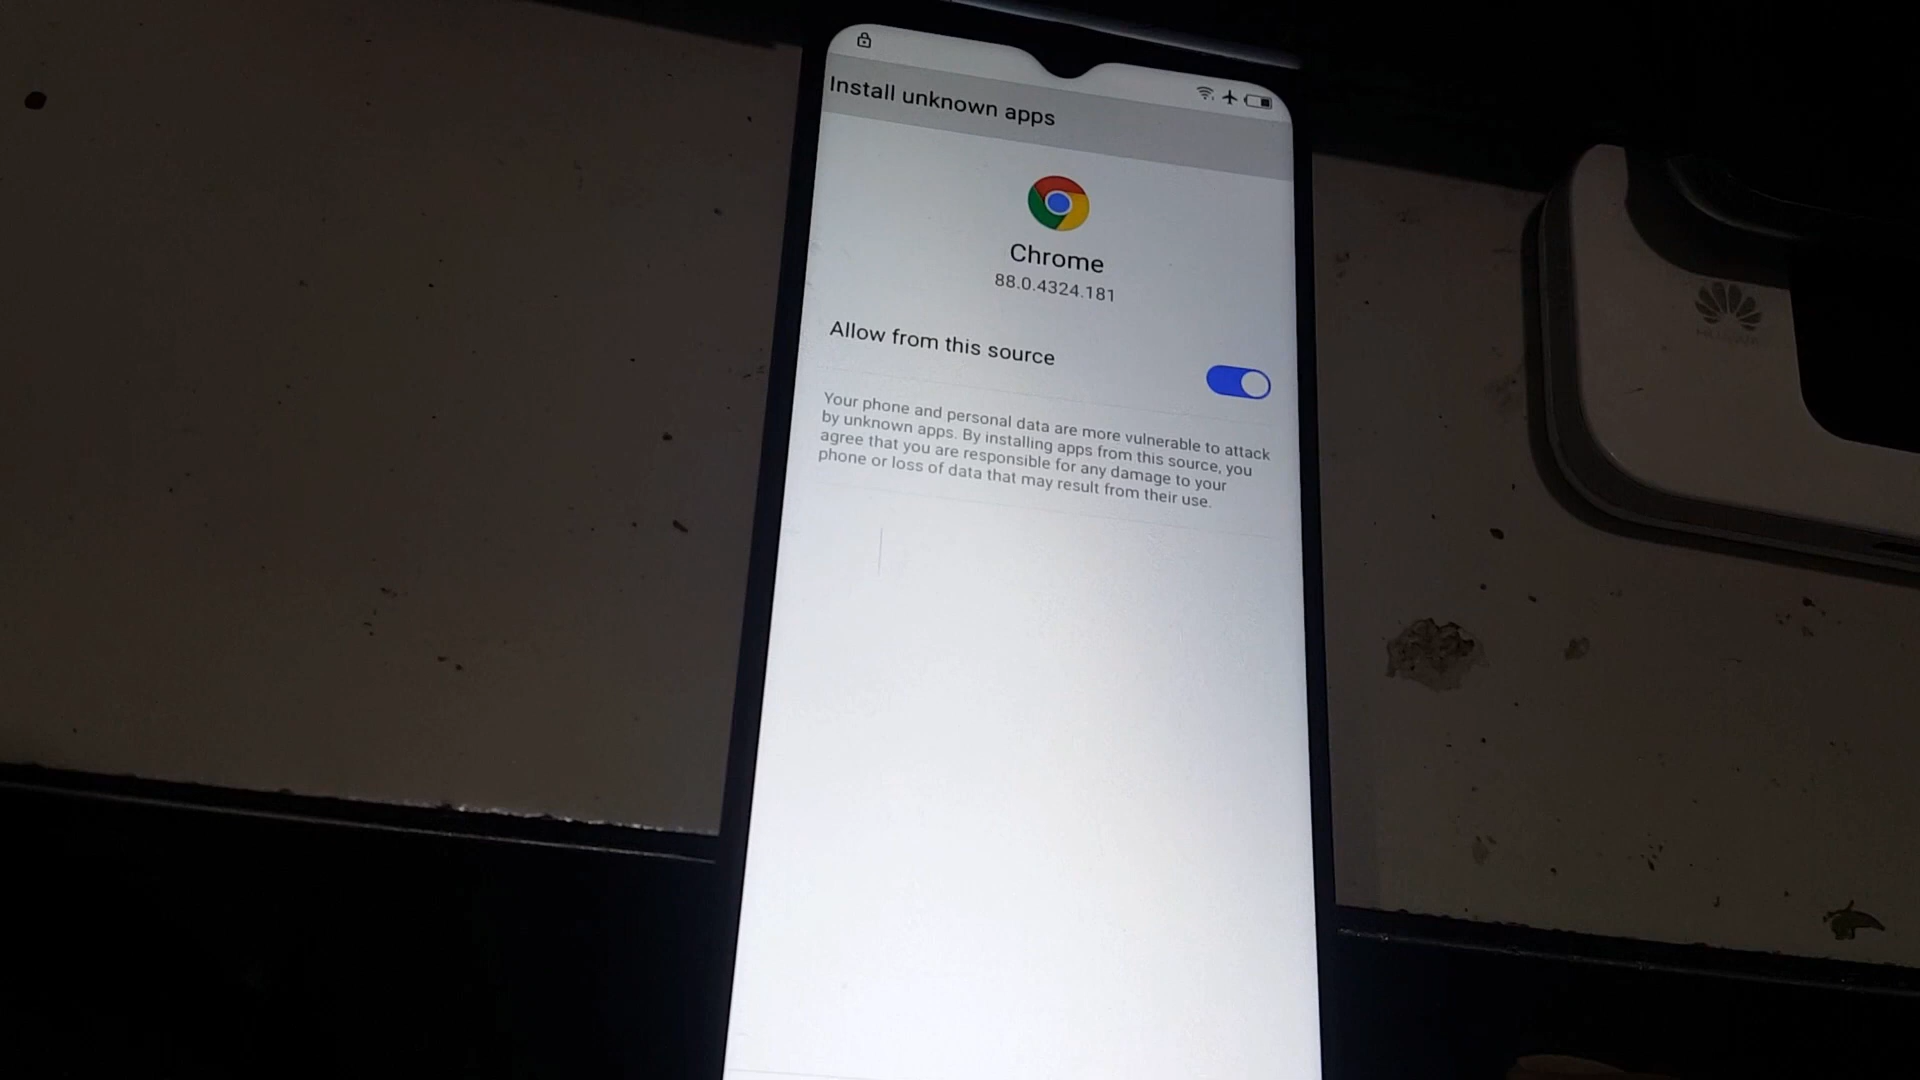 Install unknown apps
Chrome
88.0.4324.181
Allow from this source
Your phone and personal data are more vulnerable to attack
by unknown apps. By installing apps from this source, you
agree that you are responsible for any damage to your
phone or loss of data that may result from their use.
HUAWEI